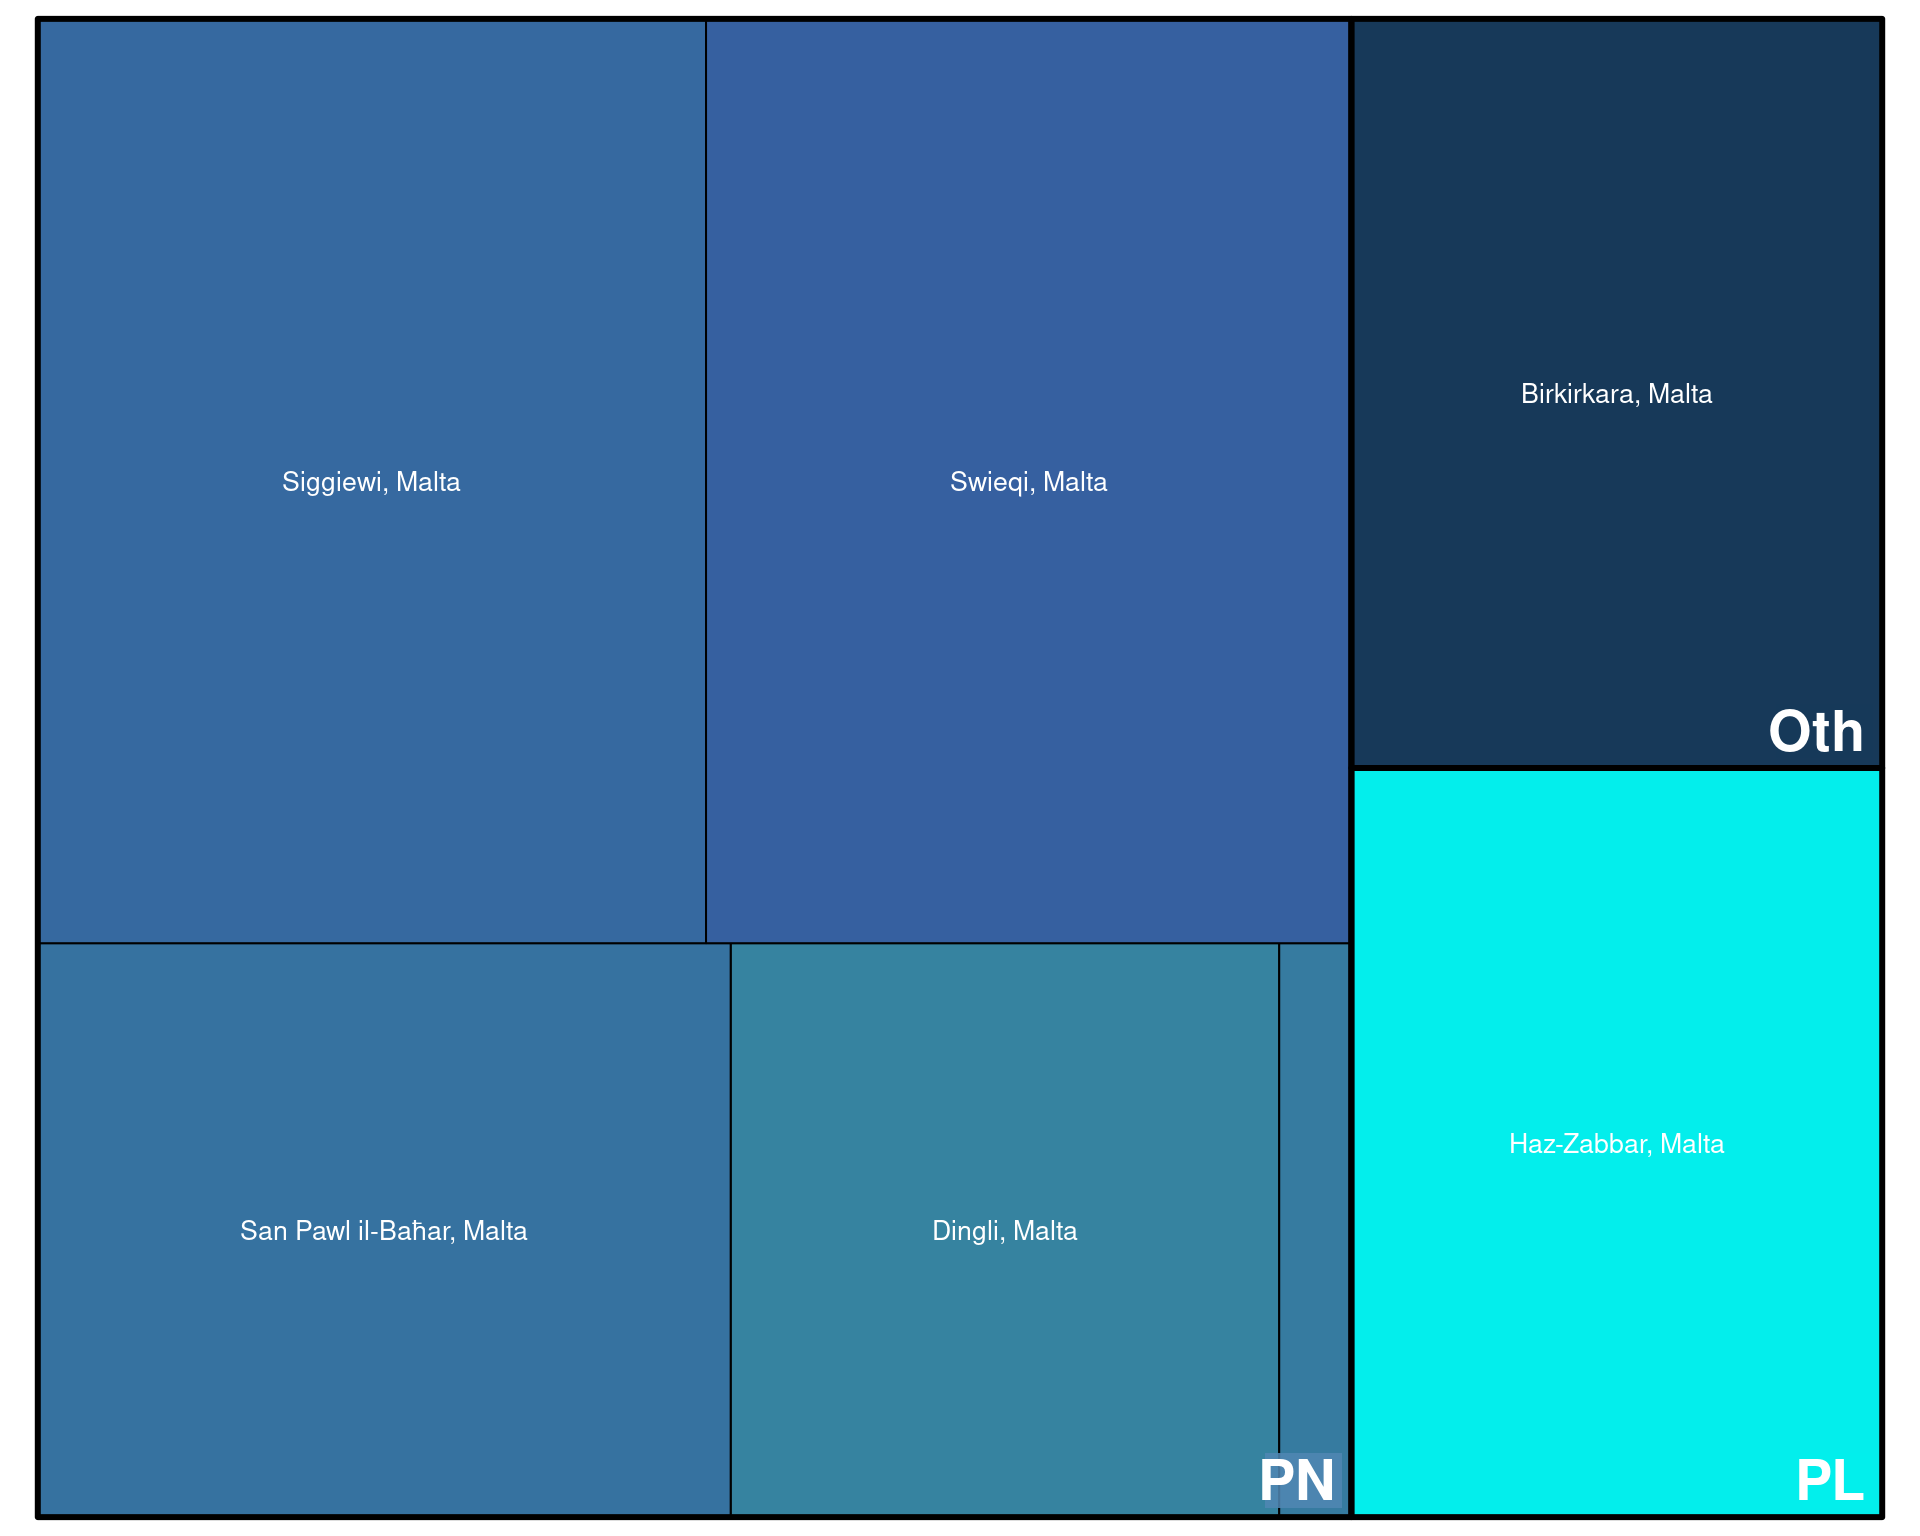 Siggiewi, Malta
Swieqi, Malta
Birkirkara, Malta
Oth
San Pawl il-Baħar, Malta
Dingli, Malta
PN
Haz-Zabbar, Malta
PL